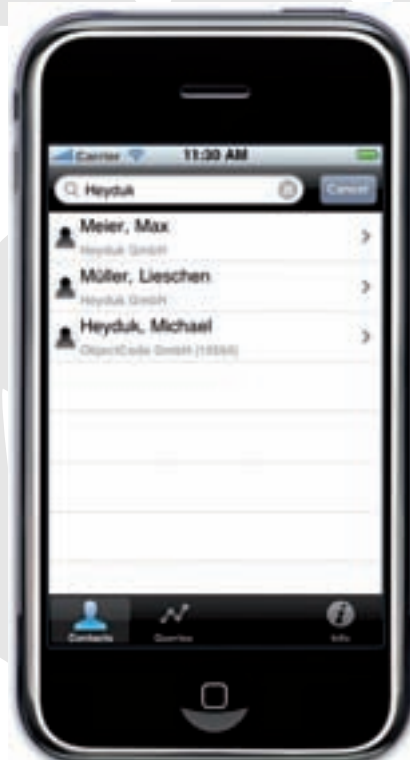 Carrier 11:30 AM
Heyduk Cancel
Meier, Max
Heyduk GmbH
Müller, Lieschen
Heyduk GmbH
Heyduk, Michael
ObjectCode GmbH
Contacts Queries Info